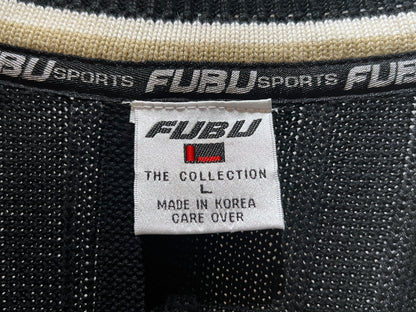 FUBU SPORTS FUBU SPORTS FUBU
FUBU
THE COLLECTION
L
MADE IN KOREA
CARE OVER